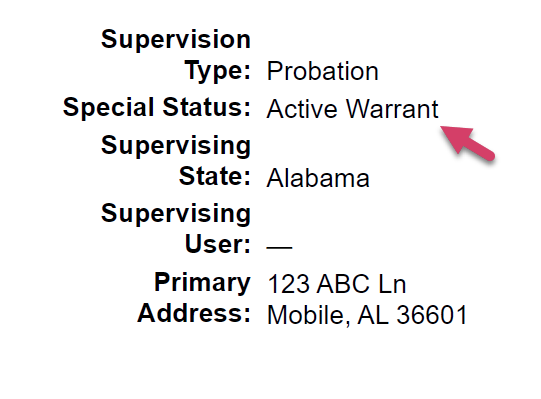 Supervision
Type: Probation
Special Status: Active Warrant
Supervising
State: Alabama
Supervising
User: —
Primary 123 ABC Ln
Address: Mobile, AL 36601